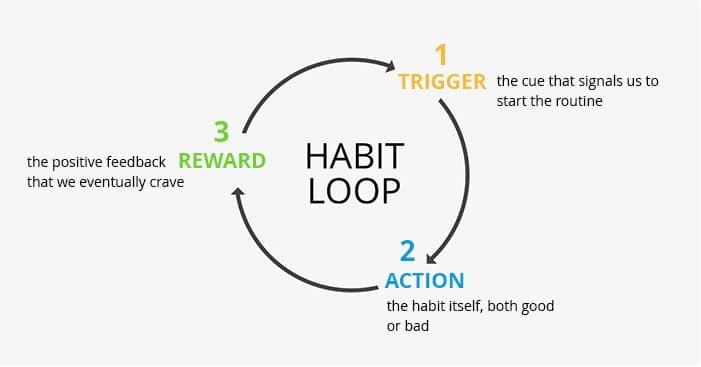 HABIT
LOOP
1
TRIGGER
the cue that signals us to
start the routine
2
ACTION
the habit itself, both good
or bad
3
REWARD
the positive feedback
that we eventually crave